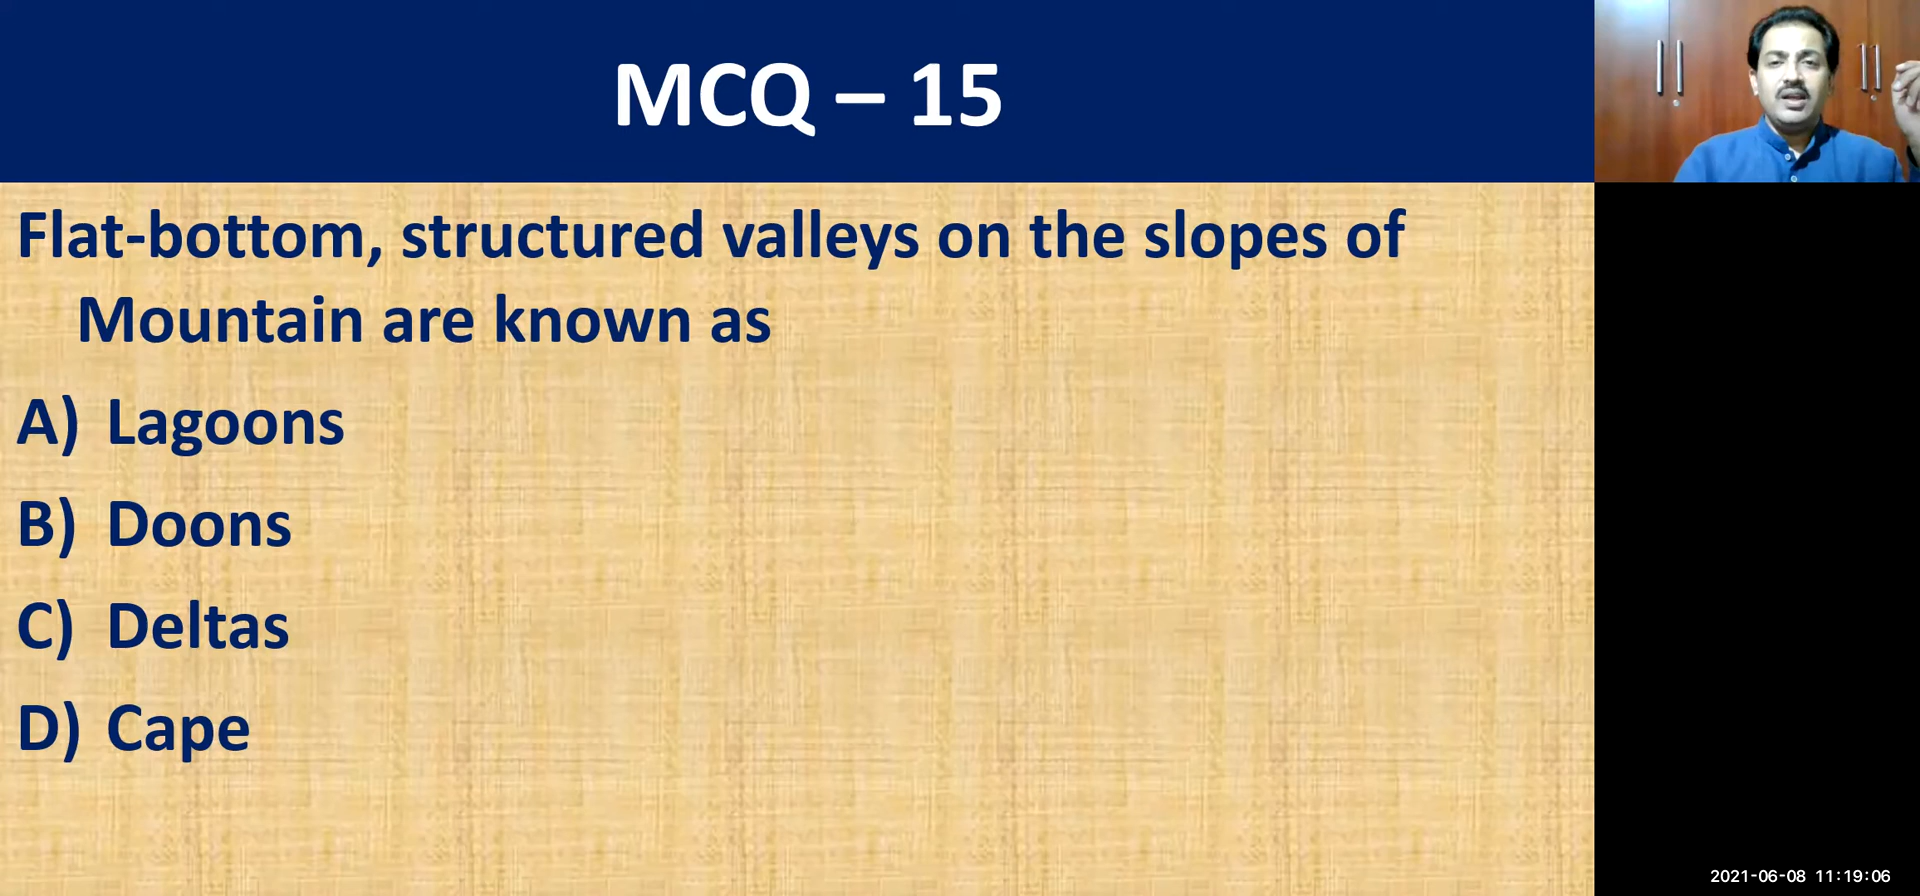 MCQ – 15
Flat-bottom, structured valleys on the slopes of
Mountain are known as
A) Lagoons
B) Doons
C) Deltas
D) Cape
2021-06-08 11:19:06